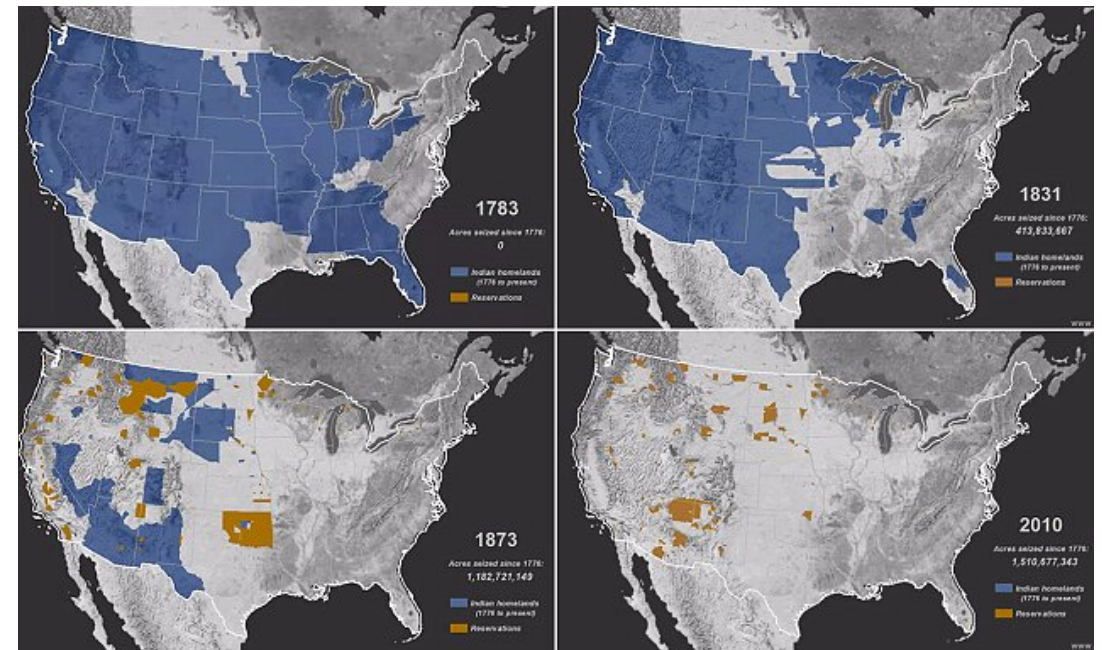 1783
Acres seized since 1776:
0
Indian homelands
(1776 to present)
Reservations
1831
Acres seized since 1776:
413,833,667
Indian homelands
(1776 to present)
Reservations
www
1873
Acres seized since 1776:
1,182,721,149
Indian homelands
(1776 to present)
Reservations
2010
Acres seized since 1776:
1,510,677,343
Indian homelands
(1776 to present)
Reservations
www